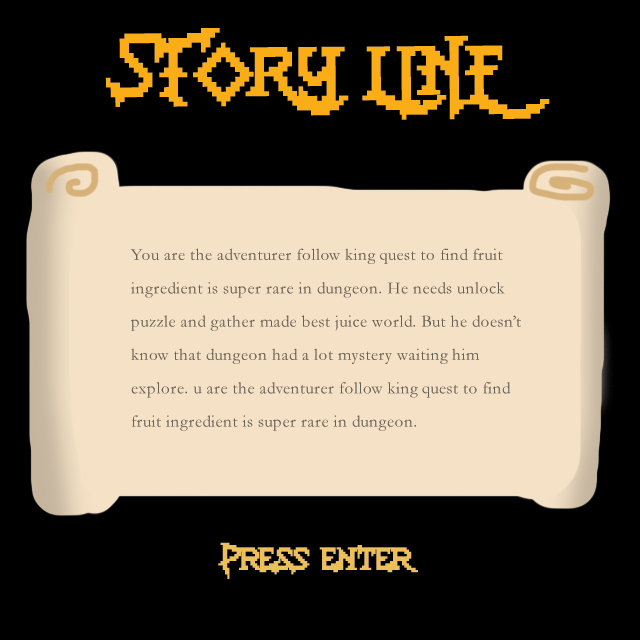 STORY LINE
You are the adventurer follow king quest to find fruit
ingredient is super rare in dungeon. He needs unlock
puzzle and gather made best juice world. But he doesn’t
know that dungeon had a lot mystery waiting him
explore. u are the adventurer follow king quest to find
fruit ingredient is super rare in dungeon.
PRESS ENTER